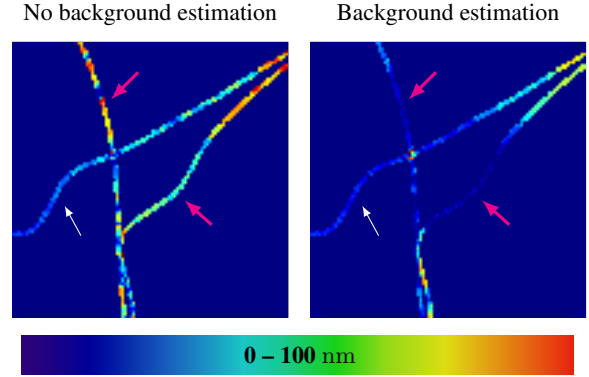 No background estimation
Background estimation
0 – 100 nm